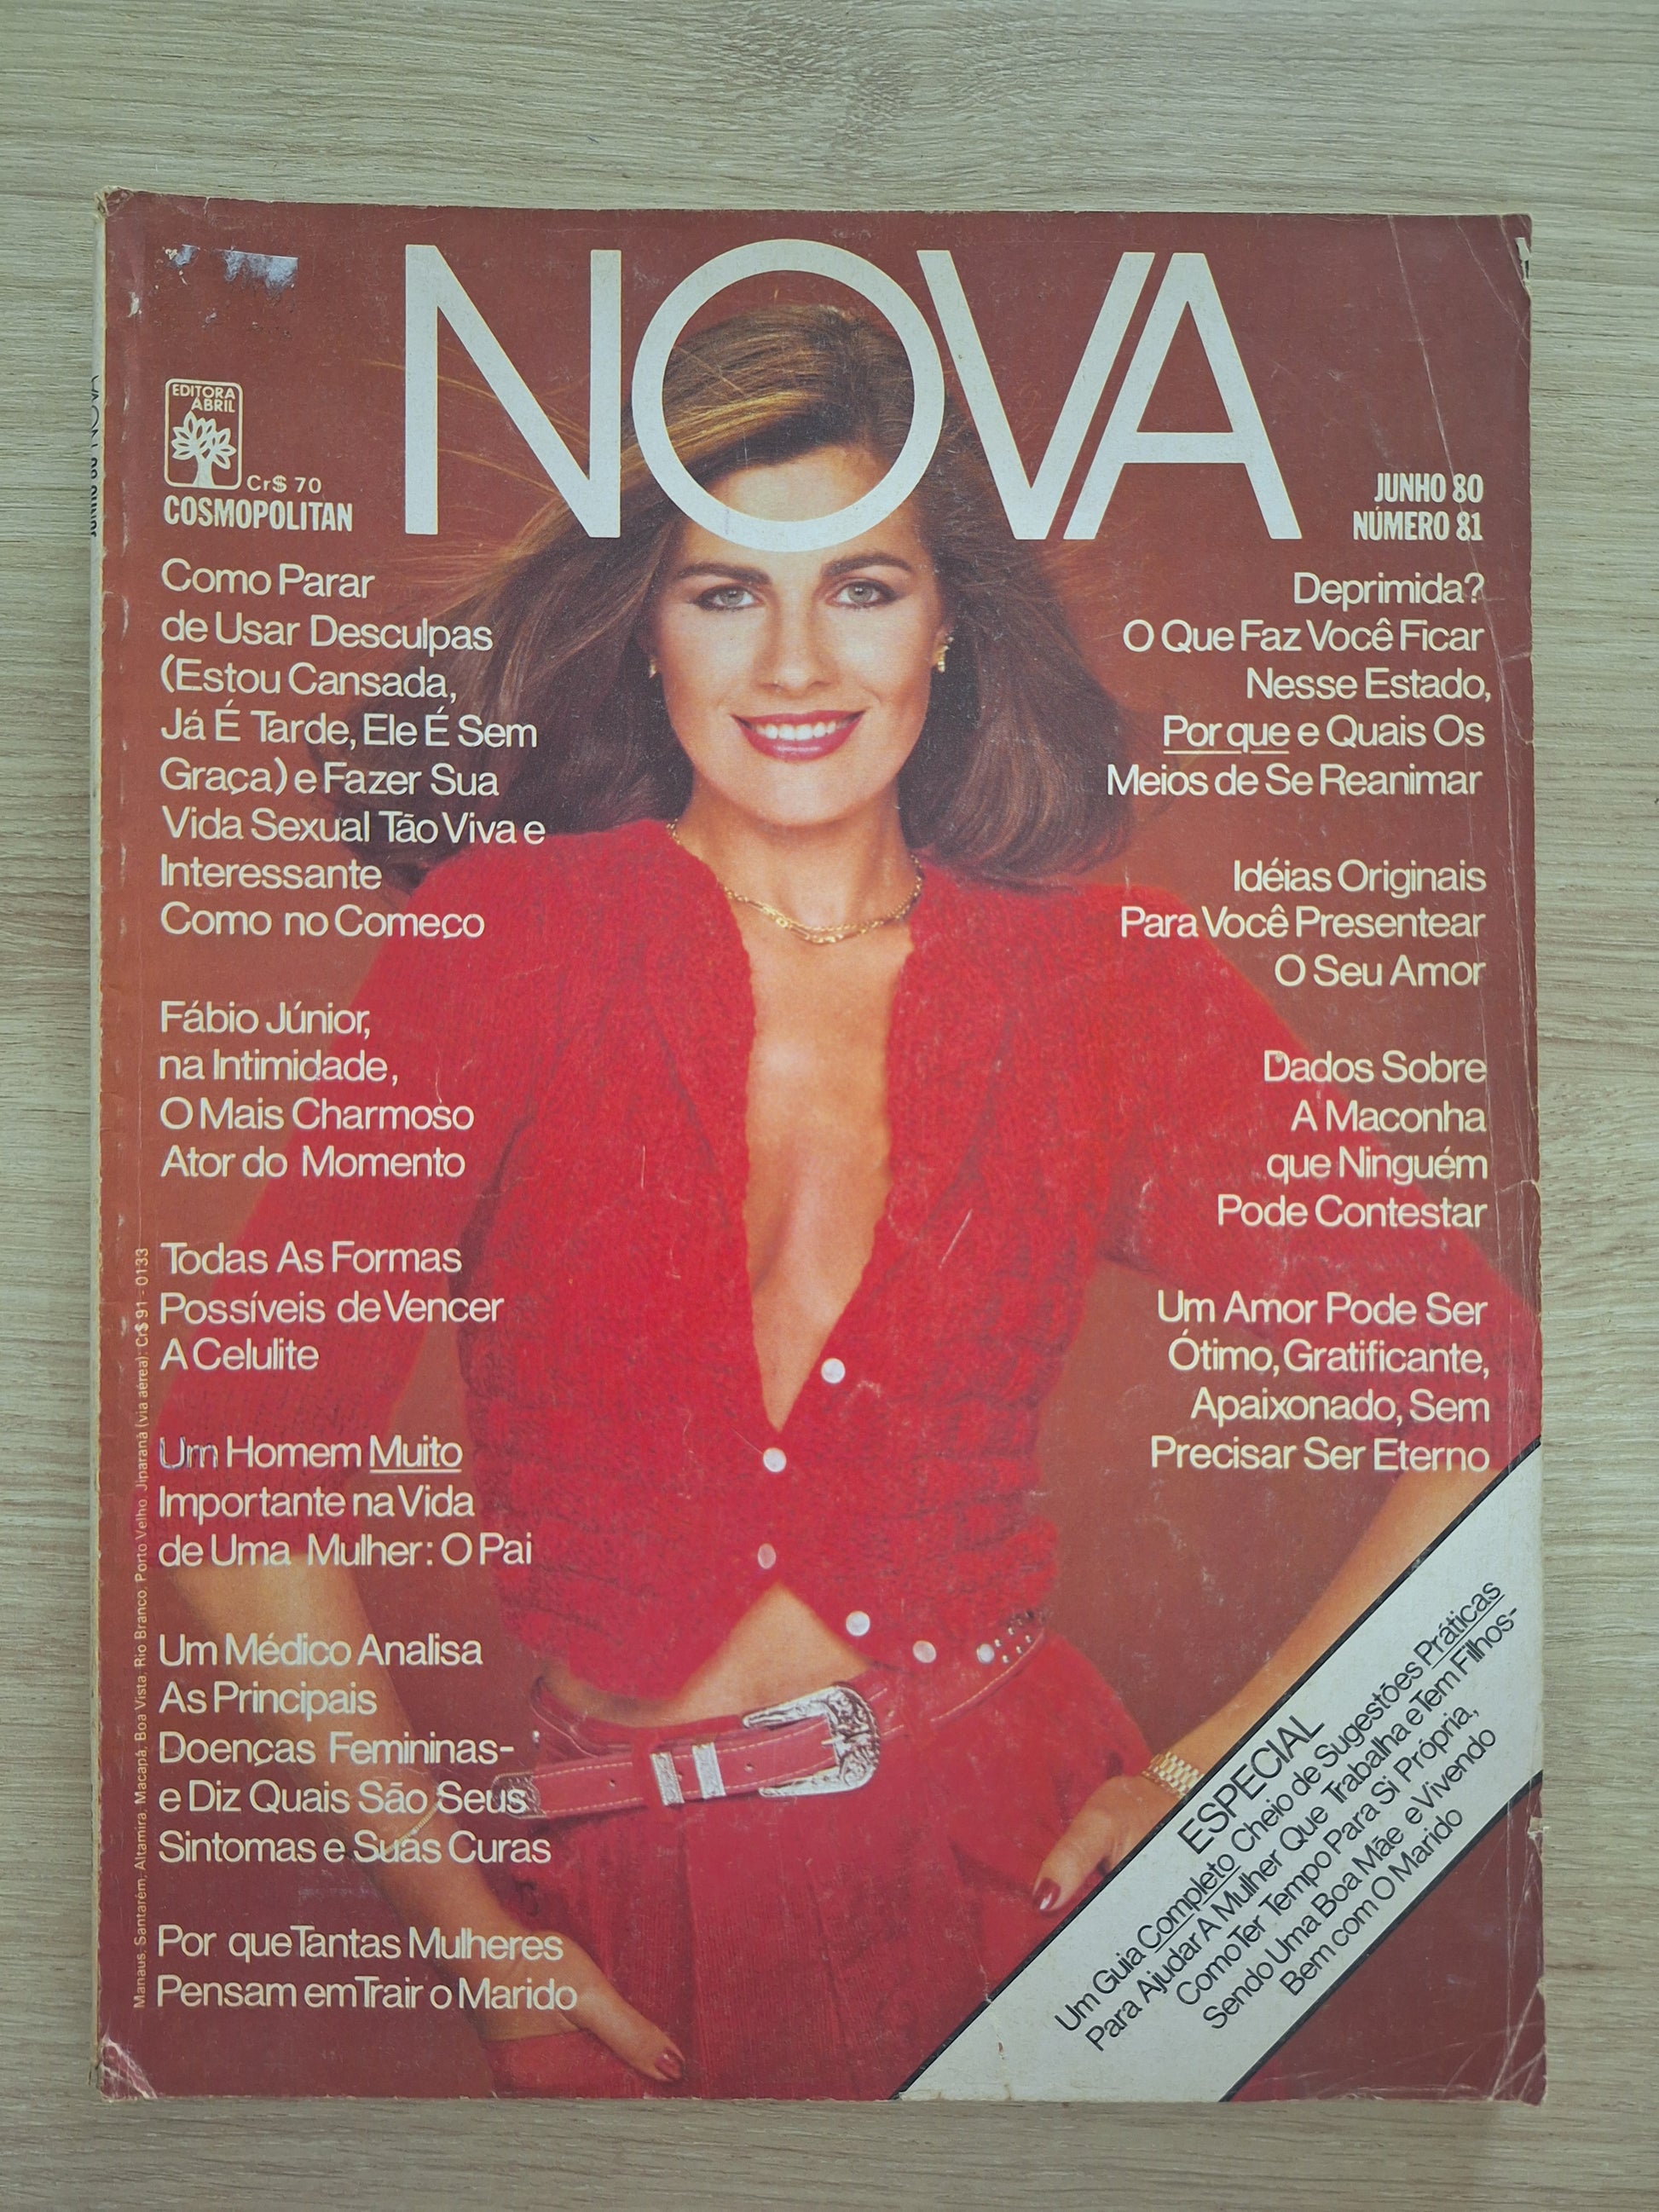 NOVA
EDITORA
ABRIL
Cr$ 70
COSMOPOLITAN
JUNHO 80
NÚMERO 81
Como Parar
de Usar Desculpas
(Estou Cansada,
Já É Tarde, Ele É Sem
Graça) e Fazer Sua
Vida Sexual Tão Viva e
Interessante
Como no Começo
Fábio Júnior,
na Intimidade,
O Mais Charmoso
Ator do Momento
Todas As Formas
Possíveis de Vencer
A Celulite
Um Homem Muito
Importante na Vida
de Uma Mulher: O Pai
Um Médico Analisa
As Principais
Doenças Femininas-
e Diz Quais São Seus
Sintomas e Suas Curas
Por que Tantas Mulheres
Pensam em Trair o Marido
Deprimida?
O Que Faz Você Ficar
Nesse Estado,
Por que e Quais Os
Meios de Se Reanimar
Idéias Originais
Para Você Presentear
O Seu Amor
Dados Sobre
A Maconha
que Ninguém
Pode Contestar
Um Amor Pode Ser
Ótimo, Gratificante,
Apaixonado, Sem
Precisar Ser Eterno
ESPECIAL
Um Guia Completo Cheio de Sugestões Práticas
Para Ajudar A Mulher Que Trabalha e Tem Filhos-
Como Ter Tempo Para Si Própria,
Sendo Uma Boa Mãe e Vivendo
Bem com O Marido
Manaus, Santarém, Altamira, Macapá, Boa Vista, Rio Branco, Porto Velho, Jiparaná (via aérea): Cr$ 91 - 0133
JUNHO 80 NOVA